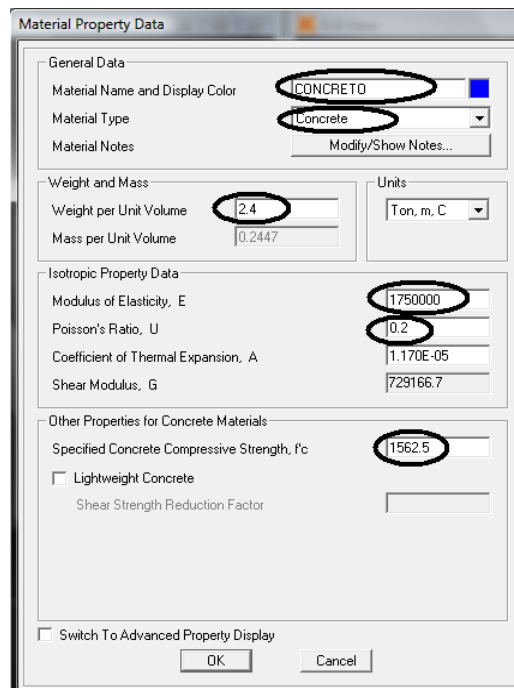 Material Property Data
General Data
Material Name and Display Color CONCRETO
Material Type Concrete
Material Notes Modify/Show Notes...
Weight and Mass Units
Weight per Unit Volume 2.4 Ton, m, C
Mass per Unit Volume 0.2447
Isotropic Property Data
Modulus of Elasticity, E 1750000
Poisson's Ratio, U 0.2
Coefficient of Thermal Expansion, A 1.170E-05
Shear Modulus, G 729166.7
Other Properties for Concrete Materials
Specified Concrete Compressive Strength, f'c 1562.5
Lightweight Concrete
Shear Strength Reduction Factor
Switch To Advanced Property Display
OK Cancel